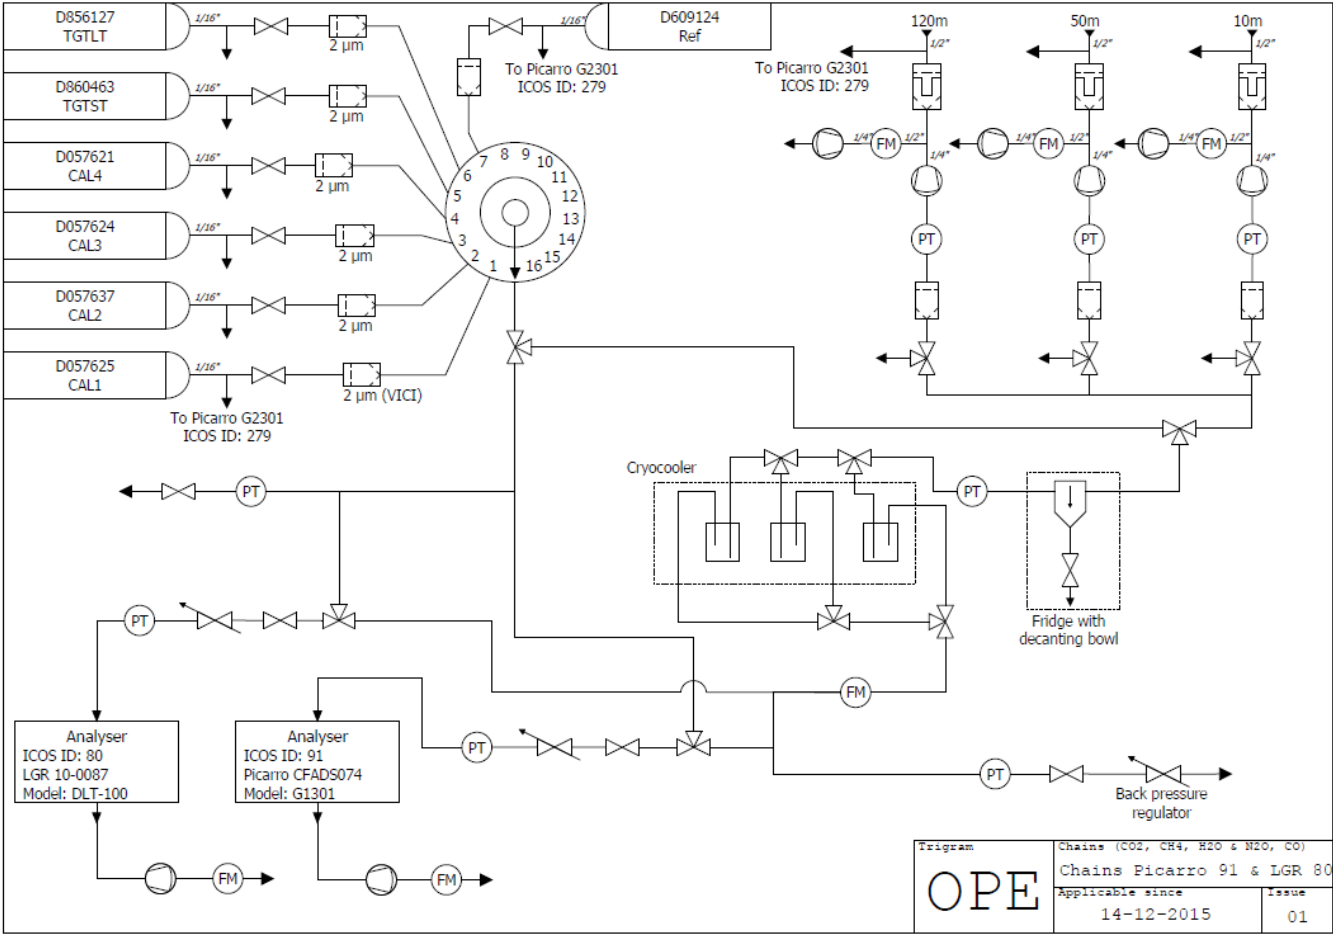 D856127
TGTLT
1/16"
2 µm
D860463
TGTST
1/16"
2 µm
D057621
CAL4
1/16"
2 µm
D057624
CAL3
1/16"
2 µm
D057637
CAL2
1/16"
2 µm
D057625
CAL1
1/16"
2 µm (VICI)
To Picarro G2301
ICOS ID: 279
1/16"
D609124
Ref
To Picarro G2301
ICOS ID: 279
1
2
3
4
5
6
7
8
9
10
11
12
13
14
15
16
120m
50m
10m
1/2"
1/2"
1/2"
To Picarro G2301
ICOS ID: 279
1/4"
FM
1/2"
1/4"
FM
1/2"
1/4"
FM
1/2"
1/4"
1/4"
1/4"
PT
PT
PT
Cryocooler
PT
PT
Fridge with
decanting bowl
PT
FM
PT
PT
Back pressure
regulator
Analyser
ICOS ID: 80
LGR 10-0087
Model: DLT-100
Analyser
ICOS ID: 91
Picarro CFADS074
Model: G1301
FM
FM
Trigram
OPE
Chains (CO2, CH4, H2O & N2O, CO)
Chains Picarro 91 & LGR 80
Applicable since
14-12-2015
Issue
01